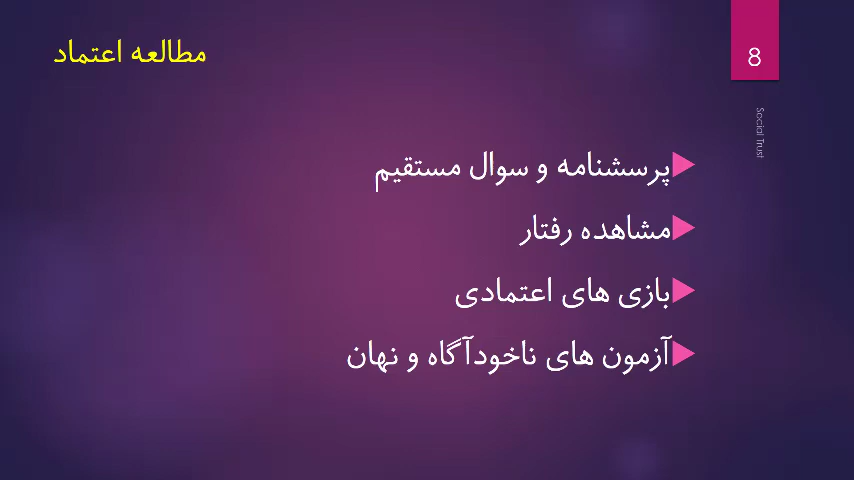 مطالعه اعتماد
8
Social Trust
پرسشنامه و سوال مستقیم
مشاهده رفتار
بازی های اعتمادی
آزمون های ناخودآگاه و نهان